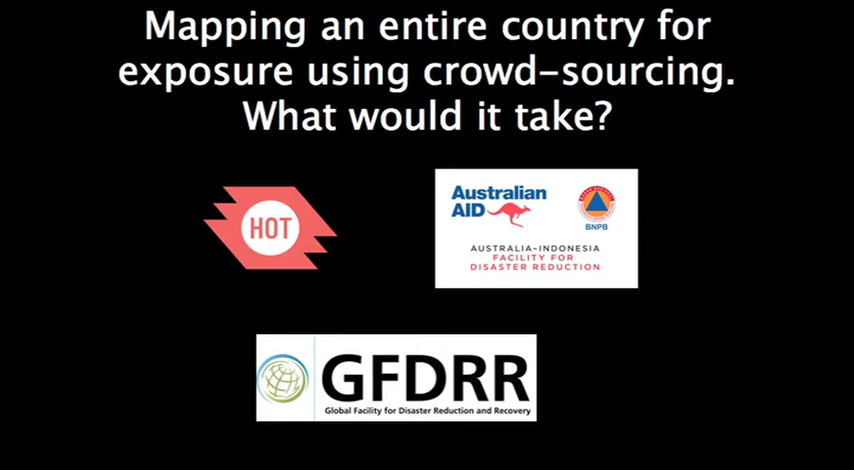 Mapping an entire country for
exposure using crowd-sourcing.
What would it take?
HOT
Australian
AID
BNPB
AUSTRALIA-INDONESIA
FACILITY FOR
DISASTER REDUCTION
GFDRR
Global Facility for Disaster Reduction and Recovery